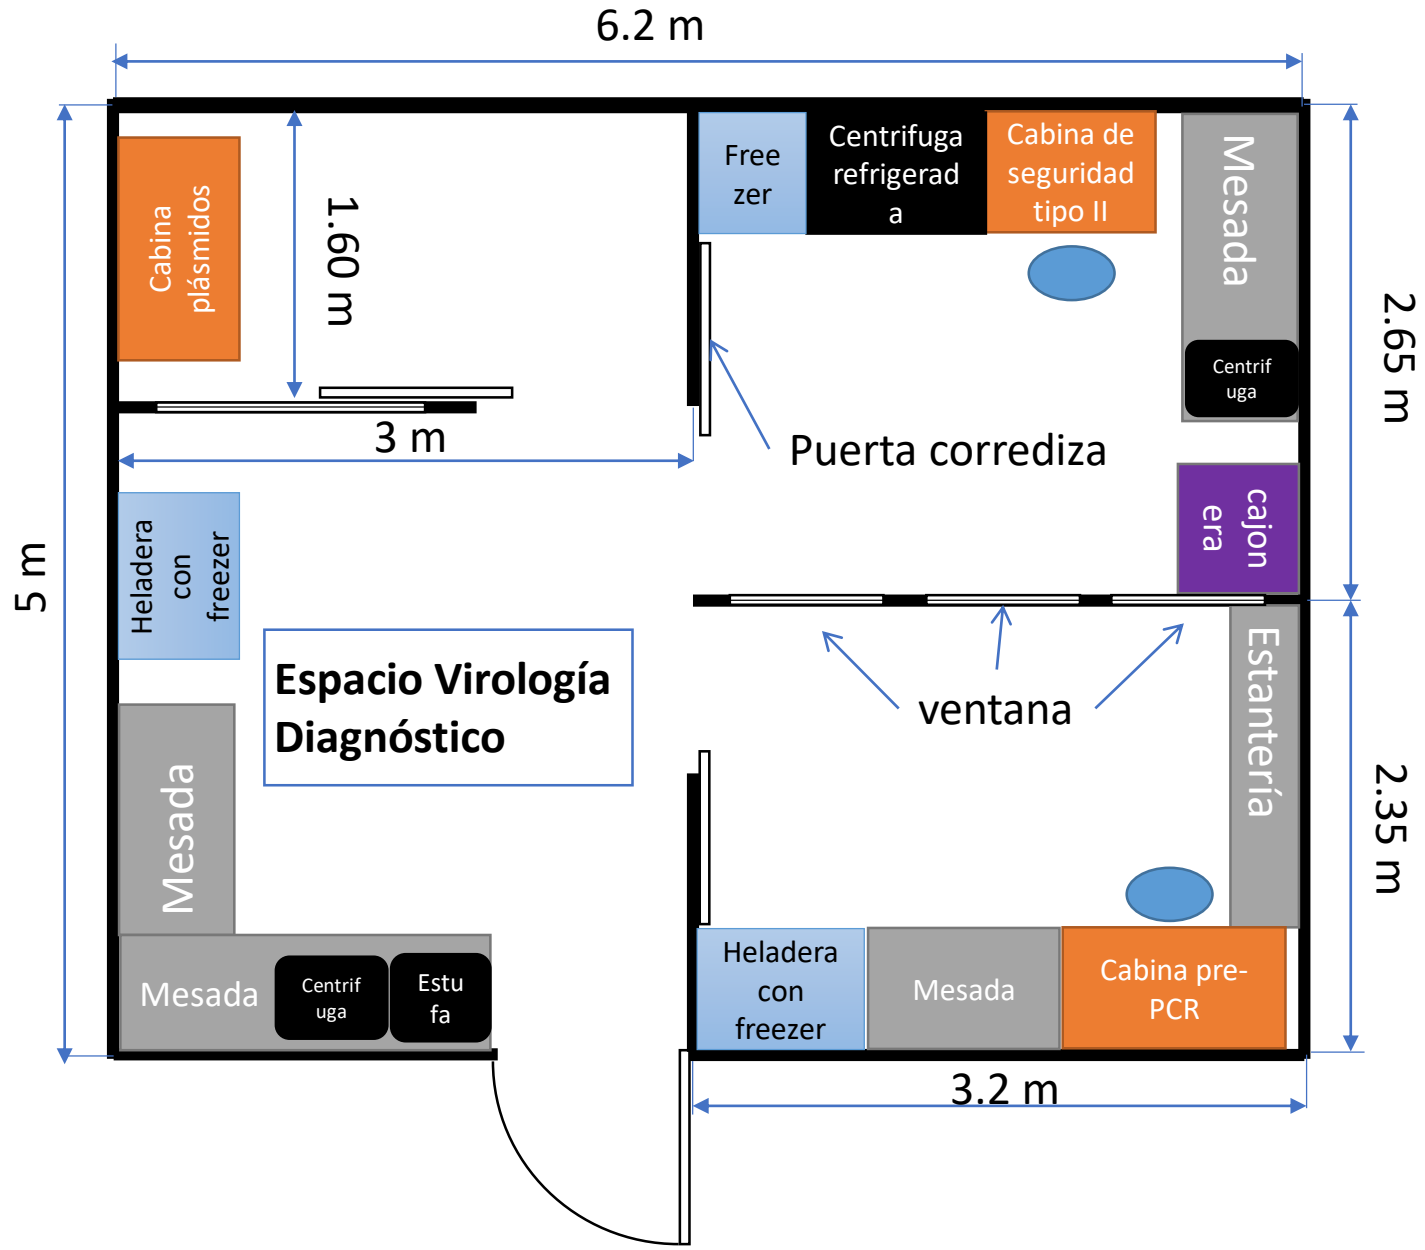 6.2 m
Cabina
plásmidos
1.60 m
Free
zer
Centrifuga
refrigerad
a
Cabina de
seguridad
tipo II
Mesada
Centrif
uga
2.65 m
3 m
Puerta corrediza
cajon
era
5 m
Heladera
con
freezer
Espacio Virología
Diagnóstico
ventana
Estantería
2.35 m
Mesada
Mesada
Centrif
uga
Estu
fa
Heladera
con
freezer
Mesada
Cabina pre-
PCR
3.2 m